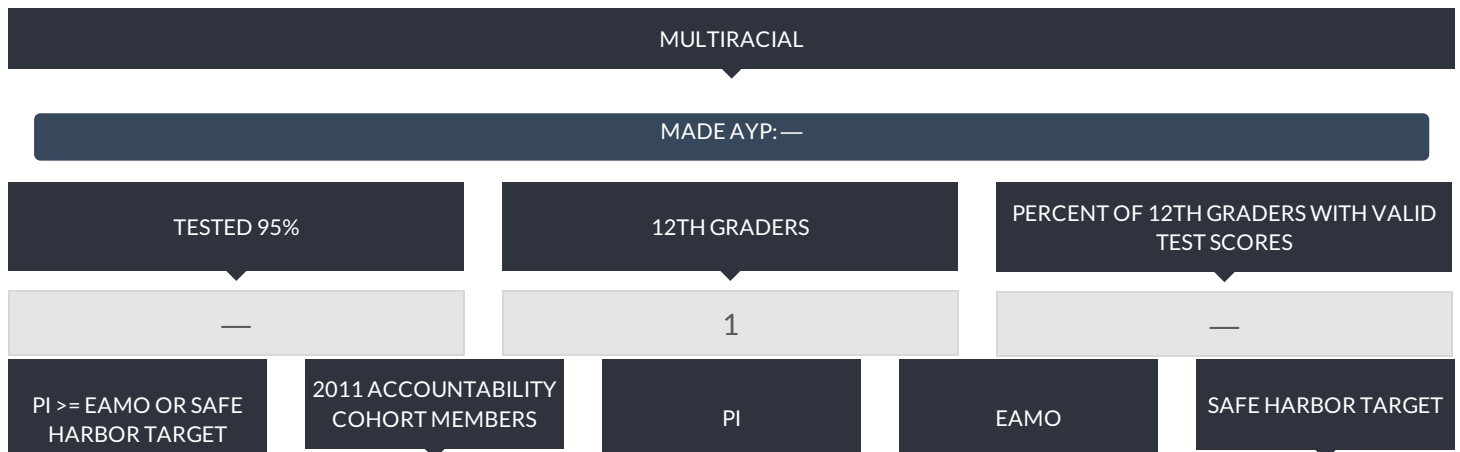 MULTIRACIAL
MADE AYP: —
TESTED 95%
—
12TH GRADERS
1
PERCENT OF 12TH GRADERS WITH VALID
TEST SCORES
—
PI >= EAMO OR SAFE
HARBOR TARGET
2011 ACCOUNTABILITY
COHORT MEMBERS
PI
EAMO
SAFE HARBOR TARGET